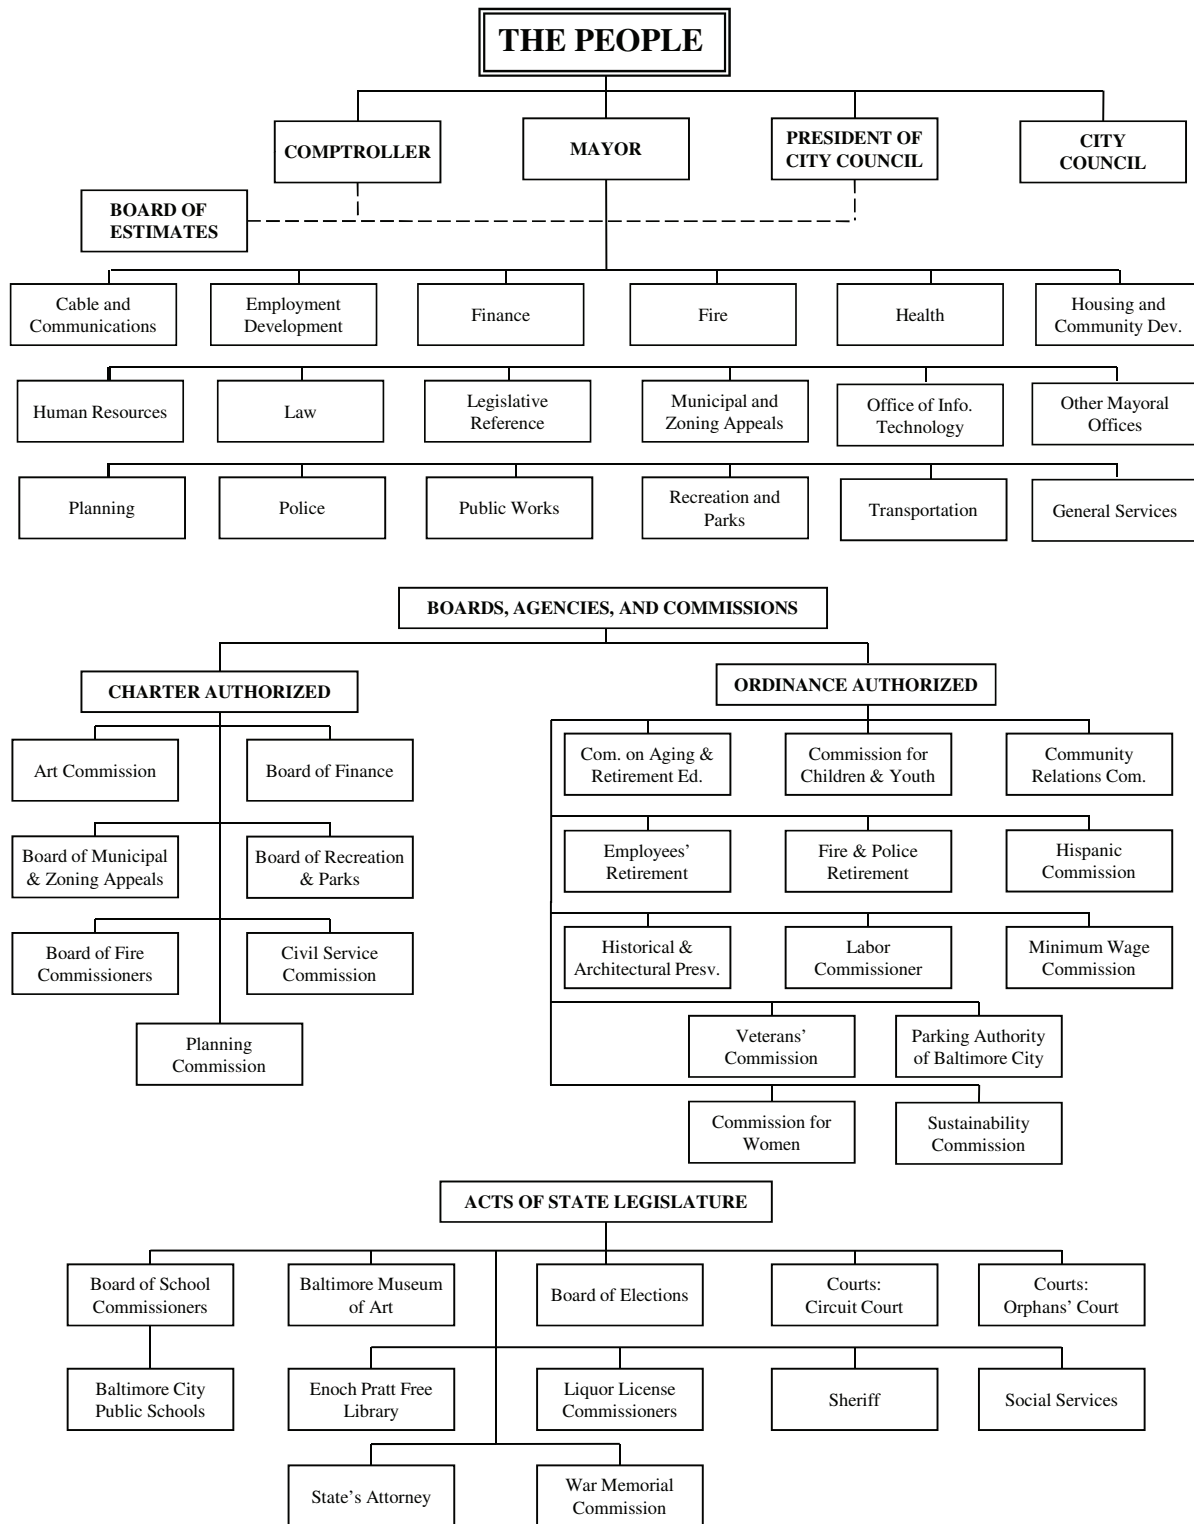 THE PEOPLE
COMPTROLLER
MAYOR
PRESIDENT OF
CITY COUNCIL
CITY
COUNCIL
BOARD OF
ESTIMATES
Cable and
Communications
Employment
Development
Finance
Fire
Health
Housing and
Community Dev.
Human Resources
Law
Legislative
Reference
Municipal and
Zoning Appeals
Office of Info.
Technology
Other Mayoral
Offices
Planning
Police
Public Works
Recreation and
Parks
Transportation
General Services
BOARDS, AGENCIES, AND COMMISSIONS
CHARTER AUTHORIZED
Art Commission
Board of Finance
Board of Municipal
& Zoning Appeals
Board of Recreation
& Parks
Board of Fire
Commissioners
Civil Service
Commission
Planning
Commission
ORDINANCE AUTHORIZED
Com. on Aging &
Retirement Ed.
Commission for
Children & Youth
Community
Relations Com.
Employees’
Retirement
Fire & Police
Retirement
Hispanic
Commission
Historical &
Architectural Presv.
Labor
Commissioner
Minimum Wage
Commission
Veterans’
Commission
Parking Authority
of Baltimore City
Commission for
Women
Sustainability
Commission
ACTS OF STATE LEGISLATURE
Board of School
Commissioners
Baltimore Museum
of Art
Board of Elections
Courts:
Circuit Court
Courts:
Orphans’ Court
Baltimore City
Public Schools
Enoch Pratt Free
Library
Liquor License
Commissioners
Sheriff
Social Services
State’s Attorney
War Memorial
Commission